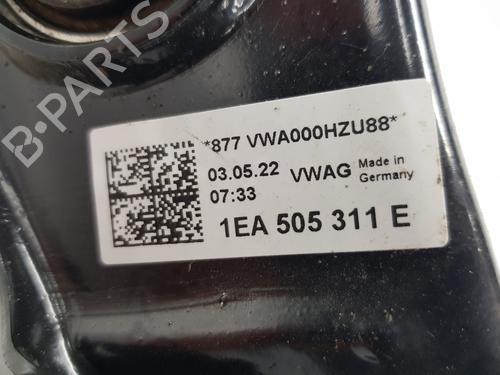 B-PARTS
*877 VWA000HZU88*
03.05.22
07:33
VWAG
Made in
Germany
1EA 505 311 E